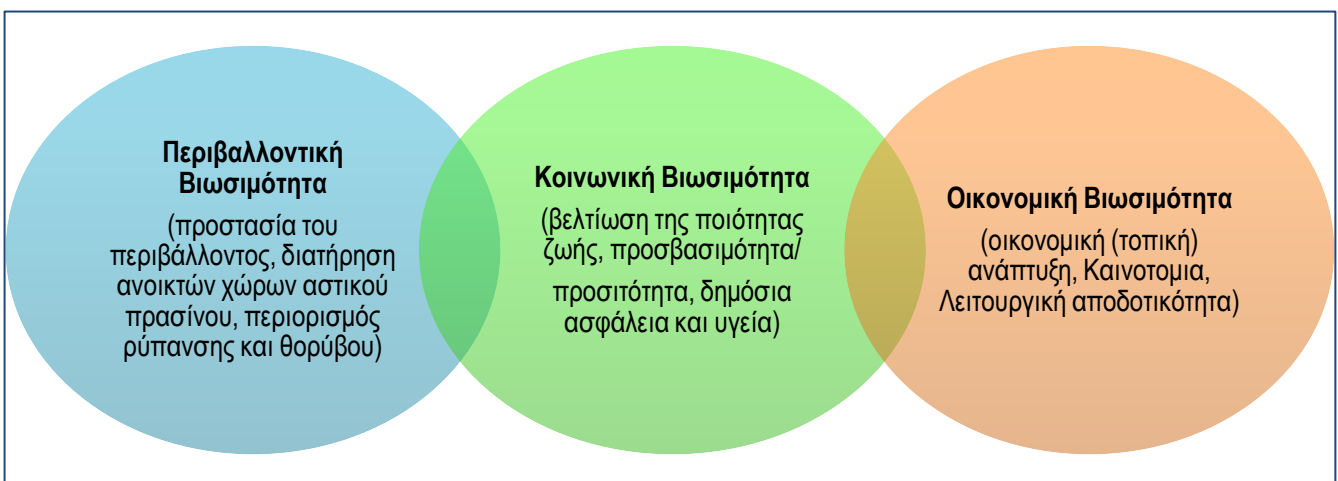 Περιβαλλοντική
Βιωσιμότητα
(προστασία του
περιβάλλοντος, διατήρηση
ανοικτών χώρων αστικού
πρασίνου, περιορισμός
ρύπανσης και θορύβου)
Κοινωνική Βιωσιμότητα
(βελτίωση της ποιότητας
ζωής, προσβασιμότητα/
προσιτότητα, δημόσια
ασφάλεια και υγεία)
Οικονομική Βιωσιμότητα
(οικονομική (τοπική)
ανάπτυξη, Καινοτομια,
Λειτουργική αποδοτικότητα)